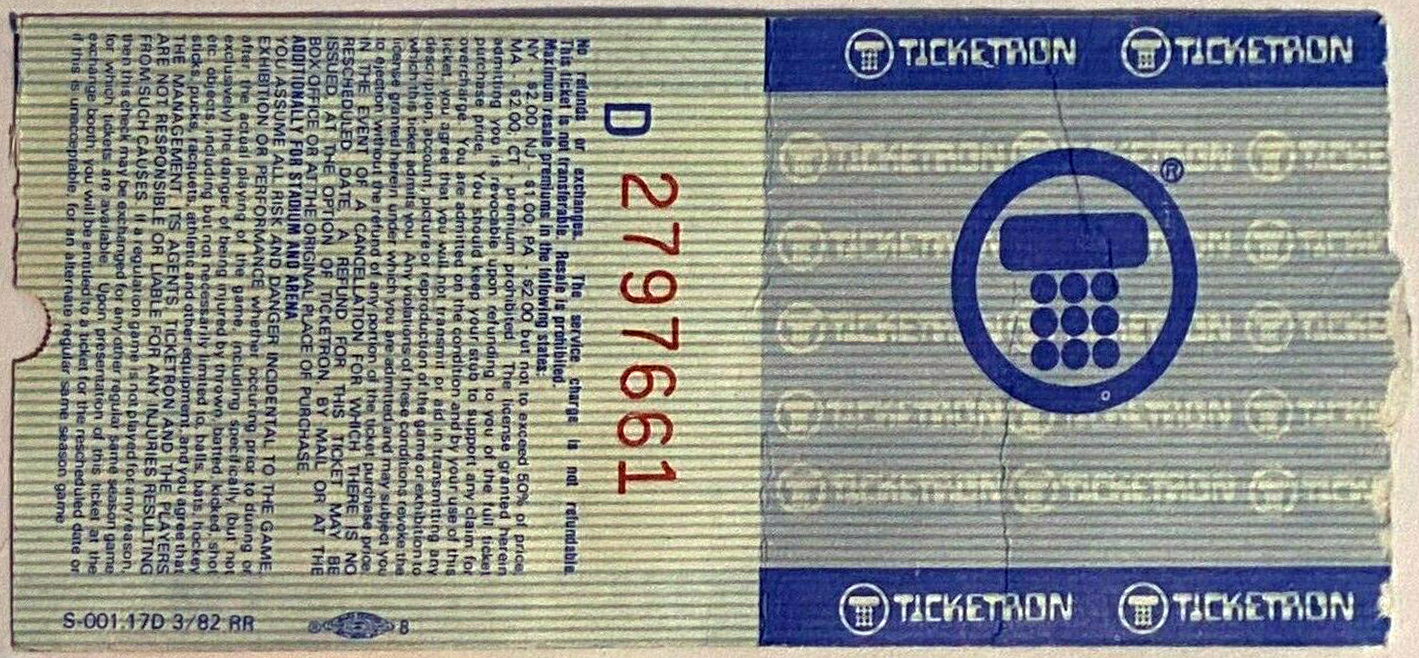 No refunds or exchanges. The service charge is not refundable.
This ticket is not transferable. Resale is prohibited.
Maximum resale premiums in the following states:
NY - $2.00; NJ - $1.00; PA - $2.00 but not to exceed 50% of price;
MA - $2.00; CT - premium prohibited. The license granted herein
admitting you is revocable upon refunding to you of the full ticket
purchase price. You should keep your stub to support any claim for
overcharge. You are admitted on the condition and by your use of this
ticket, you agree that you will not transmit or aid in transmitting any
description, account, picture or reproduction of the game or exhibition to
which this ticket admits you. Any violations of these conditions revoke the
license granted herein under which you are admitted and may subject you
to ejection without the refund of any portion of the ticket purchase price.
IN THE EVENT OF A CANCELLATION FOR WHICH THERE IS NO
RESCHEDULED DATE, A REFUND FOR THIS TICKET MAY BE
ISSUED, AT THE OPTION OF TICKETRON, BY MAIL OR AT THE
BOX OFFICE OR AT THE ORIGINAL PLACE OF PURCHASE.
ADDITIONALLY FOR STADIUM AND ARENA
YOU ASSUME ALL RISK AND DANGER INCIDENTAL TO THE GAME,
EXHIBITION OR PERFORMANCE whether occuring prior to during or
after the actual playing of the game, including specifically (but not
exclusively) the danger of being injured by thrown, batted kicked, shot
etc. objects, including but not necessarily limited to, balls, bats, hockey
sticks, pucks, racquets, athletic and other equipment, and you agree that
THE MANAGEMENT, ITS AGENTS, TICKETRON AND THE PLAYERS
ARE NOT RESPONSIBLE OR LIABLE FOR ANY INJURIES RESULTING
FROM SUCH CAUSES. If a regulation game is not played for any reason,
then this check may be exchanged for any other regular same season game
for which tickets are available. Upon presentation of this ticket at the
exchange booth, you will be entitled to a ticket for the rescheduled date or
if this is unacceptable, for an alternate regular same season game
D 2797661
S-001.17D 3/82 RR
8
TICKETRON TICKETRON
TICKETRON TICKE
TICKETRON TICKE
TICKETRON TICKE
TICKETRON TICKETRON TICKE
TICKETRON TICKETRON TICKE
®
TICKETRON TICKETRON